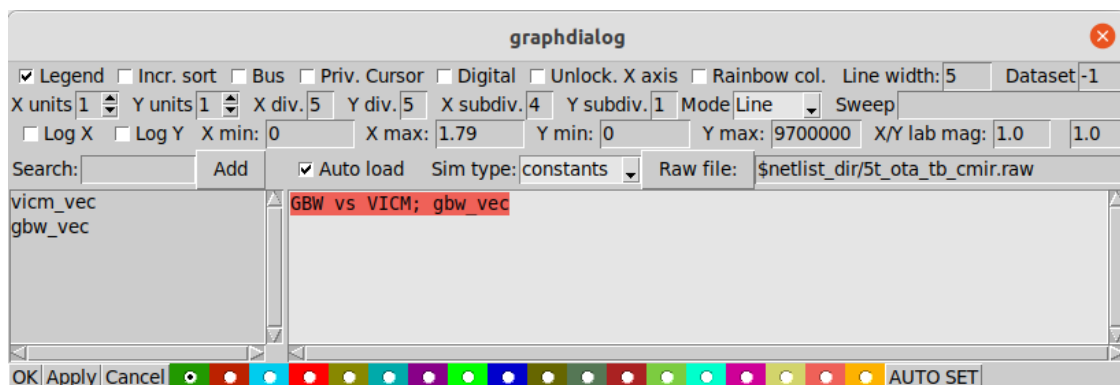 graphdialog
Legend Incr. sort Bus Priv. Cursor Digital Unlock. X axis Rainbow col. Line width: 5 Dataset -1
X units 1 Y units 1 X div. 5 Y div. 5 X subdiv. 4 Y subdiv. 1 Mode Line Sweep
Log X Log Y X min: 0 X max: 1.79 Y min: 0 Y max: 9700000 X/Y lab mag: 1.0 1.0
Search: Add Auto load Sim type: constants Raw file: $netlist_dir/5t_ota_tb_cmir.raw
vicm_vec
gbw_vec
GBW vs VICM; gbw_vec
OK Apply Cancel AUTO SET